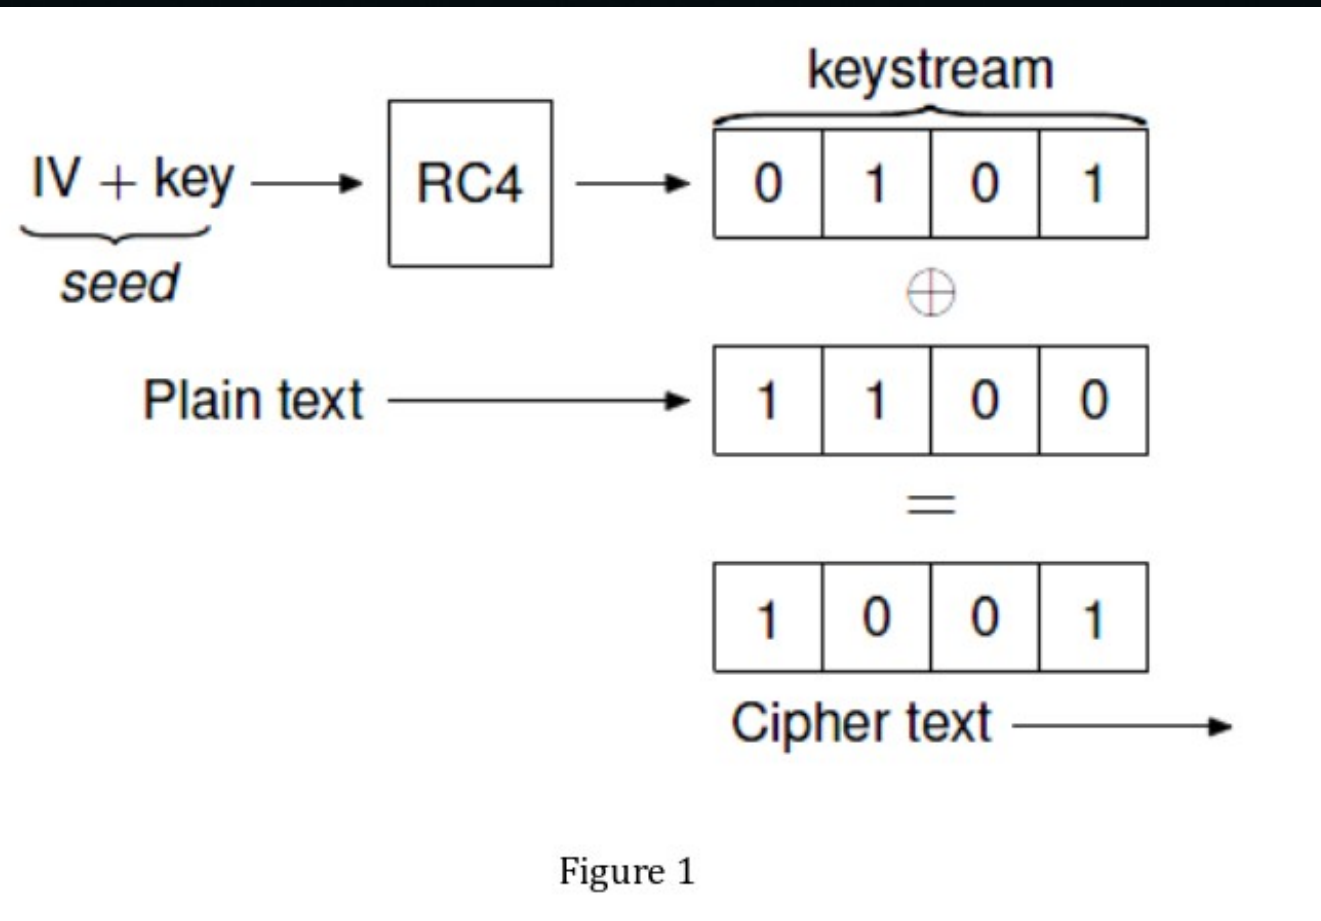 keystream
IV + key
RC4
0 1 0 1
seed
⊕
Plain text
1 1 0 0
=
1 0 0 1
Cipher text
Figure 1